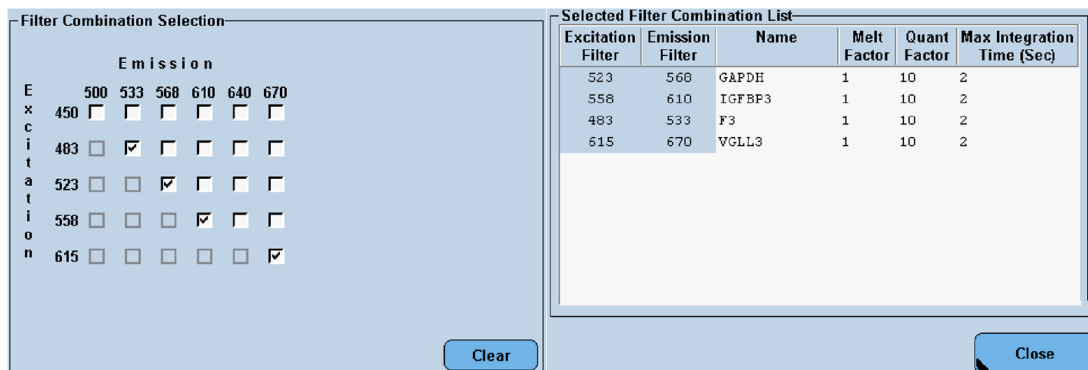 Filter Combination Selection
Emission
Excitation
500 533 568 610 640 670
450
483
523
558
615
Clear
Selected Filter Combination List
Excitation Filter Emission Filter Name Melt Factor Quant Factor Max Integration Time (Sec)
523 568 GAPDH 1 10 2
558 610 IGFBP3 1 10 2
483 533 F3 1 10 2
615 670 VGLL3 1 10 2
Close